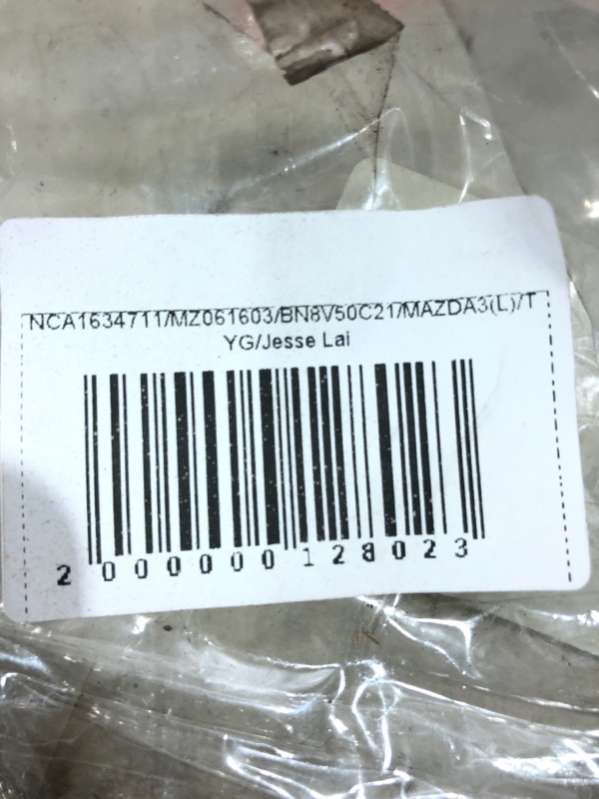 NCA1634711/MZ061603/BN8V50C21/MAZDA3(L)/T
YG/Jesse Lai
2 000000 128023